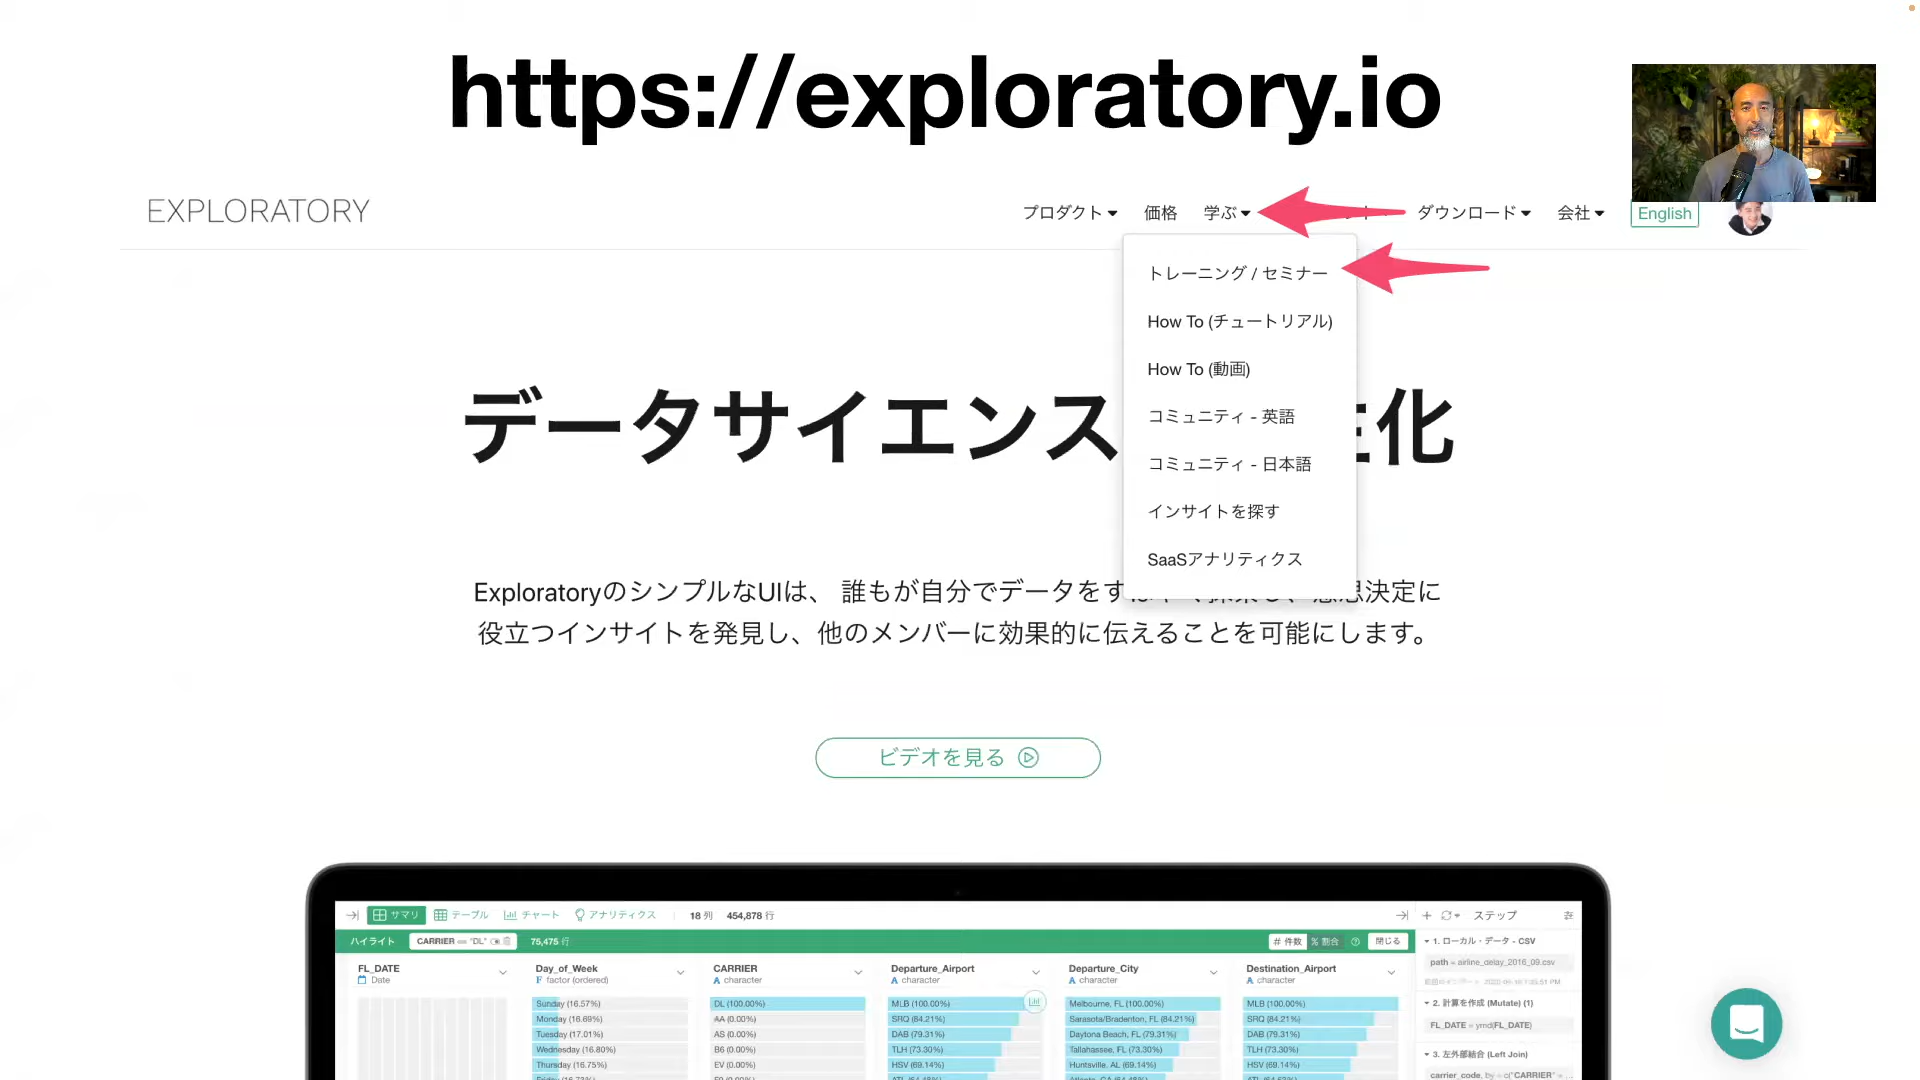 https://exploratory.io
EXPLORATORY
プロダクト 価格 学ぶ ダウンロード 会社 English
トレーニング / セミナー
How To (チュートリアル)
How To (動画)
コミュニティ - 英語
コミュニティ - 日本語
インサイトを探す
SaaSアナリティクス
データサイエンス 化
ExploratoryのシンプルなUIは、 誰もが自分でデータをす 決定に
役立つインサイトを発見し、他のメンバーに効果的に伝えることを可能にします。
ビデオを見る
サマリ テーブル チャート アナリティクス 18 列 454,878 行 ステップ
ハイライト CARRIER == "DL" 75,475 行 # 件数 % 割合 閉じる 1. ローカル・データ - CSV
path = airline_delay_2016_09.csv
FL_DATE Day_of_Week CARRIER Departure_Airport Departure_City Destination_Airport
Date factor (ordered) character character character character
Sunday (16.57%) DL (100.00%) MLB (100.00%) Melbourne, FL (100.00%) MLB (100.00%)
2. 計算を作成 (Mutate) (1)
Monday (16.69%) AA (0.00%) SRQ (84.21%) Sarasota/Bradenton, FL (84.21%) SRQ (84.21%)
FL_DATE = ymd(FL_DATE)
Tuesday (17.01%) AS (0.00%) DAB (79.31%) Daytona Beach, FL (79.31%) DAB (79.31%)
Wednesday (16.80%) B6 (0.00%) TLH (73.30%) Tallahassee, FL (73.30%) TLH (73.30%)
3. 左外部結合 (Left Join)
Thursday (16.75%) EV (0.00%) HSV (69.14%) Huntsville, AL (69.14%) HSV (69.14%)
carrier_code, by = c("CARRIER" =